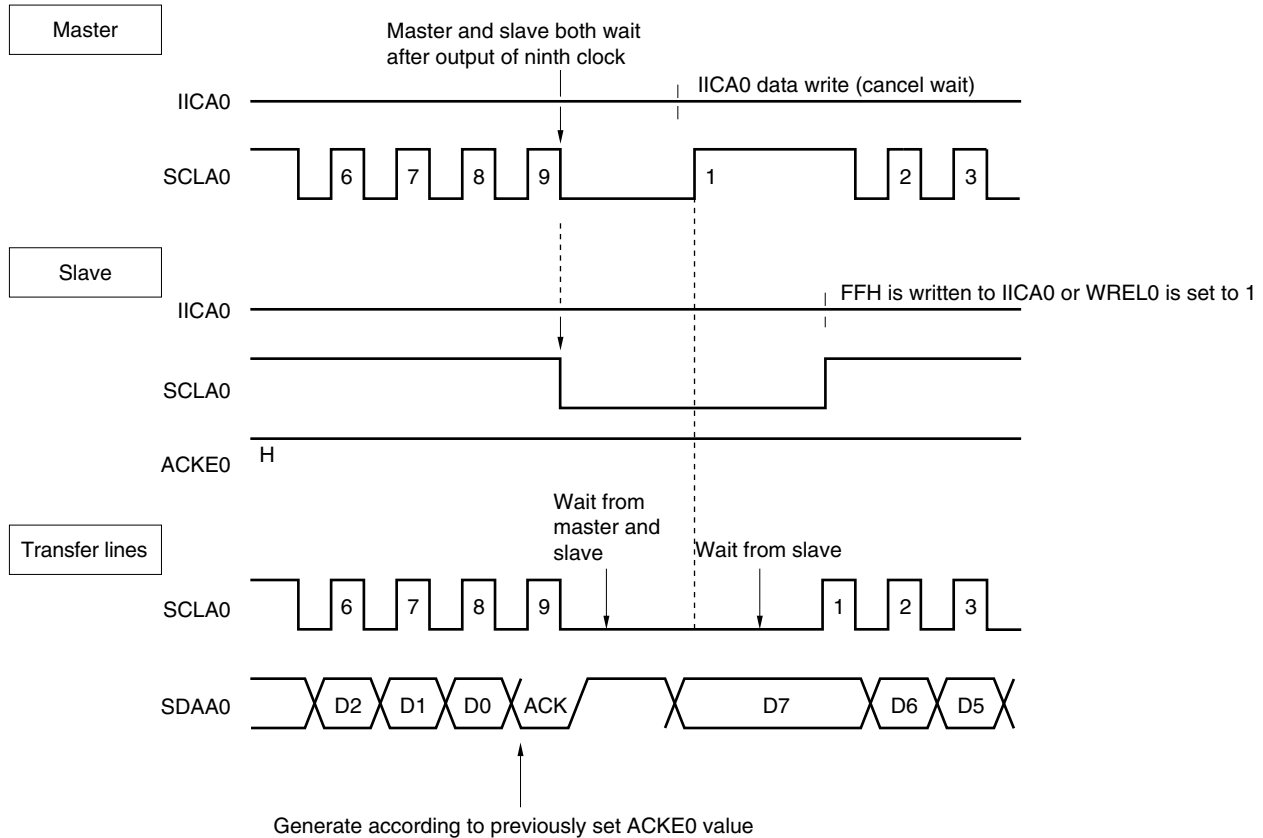 Master
Master and slave both wait
after output of ninth clock
IICA0
IICA0 data write (cancel wait)
SCLA0
6 7 8 9 1 2 3
Slave
IICA0
FFH is written to IICA0 or WREL0 is set to 1
SCLA0
ACKE0
H
Transfer lines
Wait from
master and
slave
Wait from slave
SCLA0
6 7 8 9 1 2 3
SDAA0
D2 D1 D0 ACK D7 D6 D5
Generate according to previously set ACKE0 value